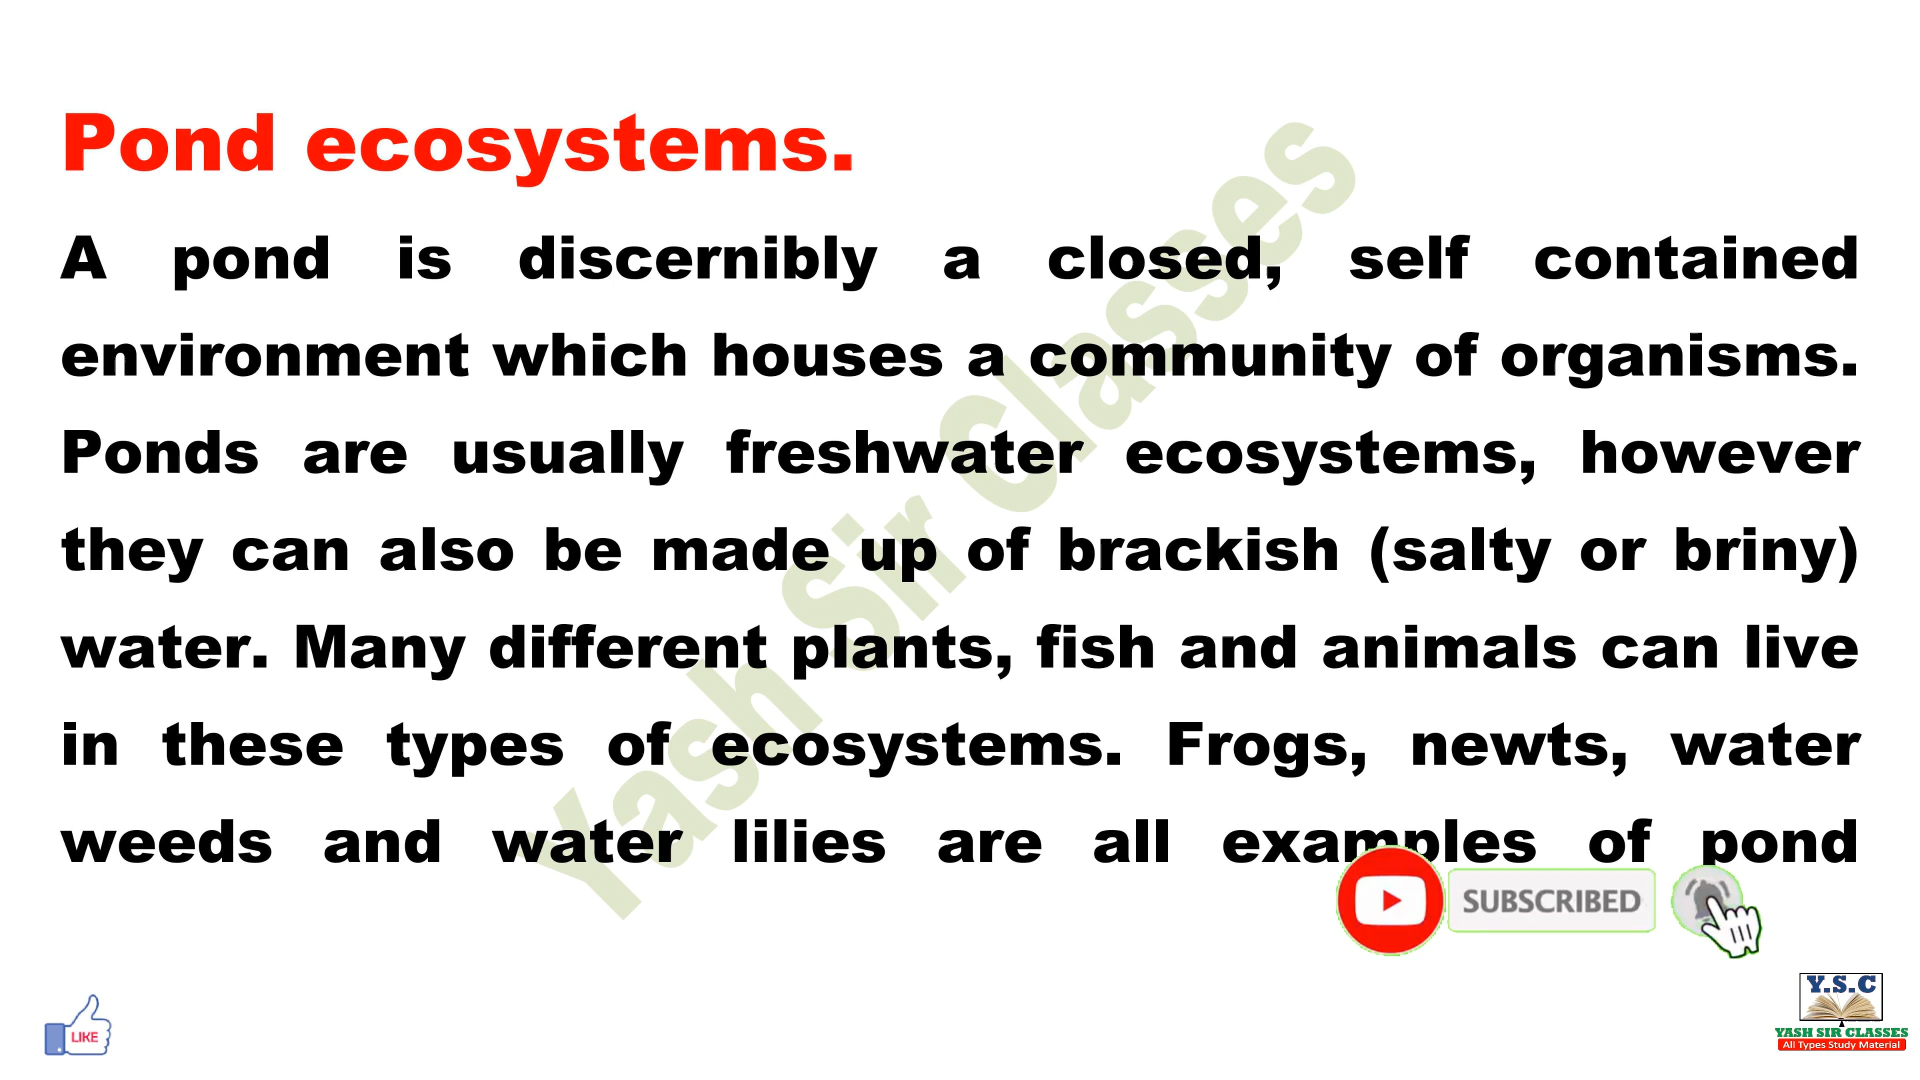 Pond ecosystems.
A pond is discernibly a closed, self contained
environment which houses a community of organisms.
Ponds are usually freshwater ecosystems, however
they can also be made up of brackish (salty or briny)
water. Many different plants, fish and animals can live
in these types of ecosystems. Frogs, newts, water
weeds and water lilies are all examples of pond
Yash Sir Classes
SUBSCRIBED
LIKE
Y.S.C
YASH SIR CLASSES
All Types Study Material